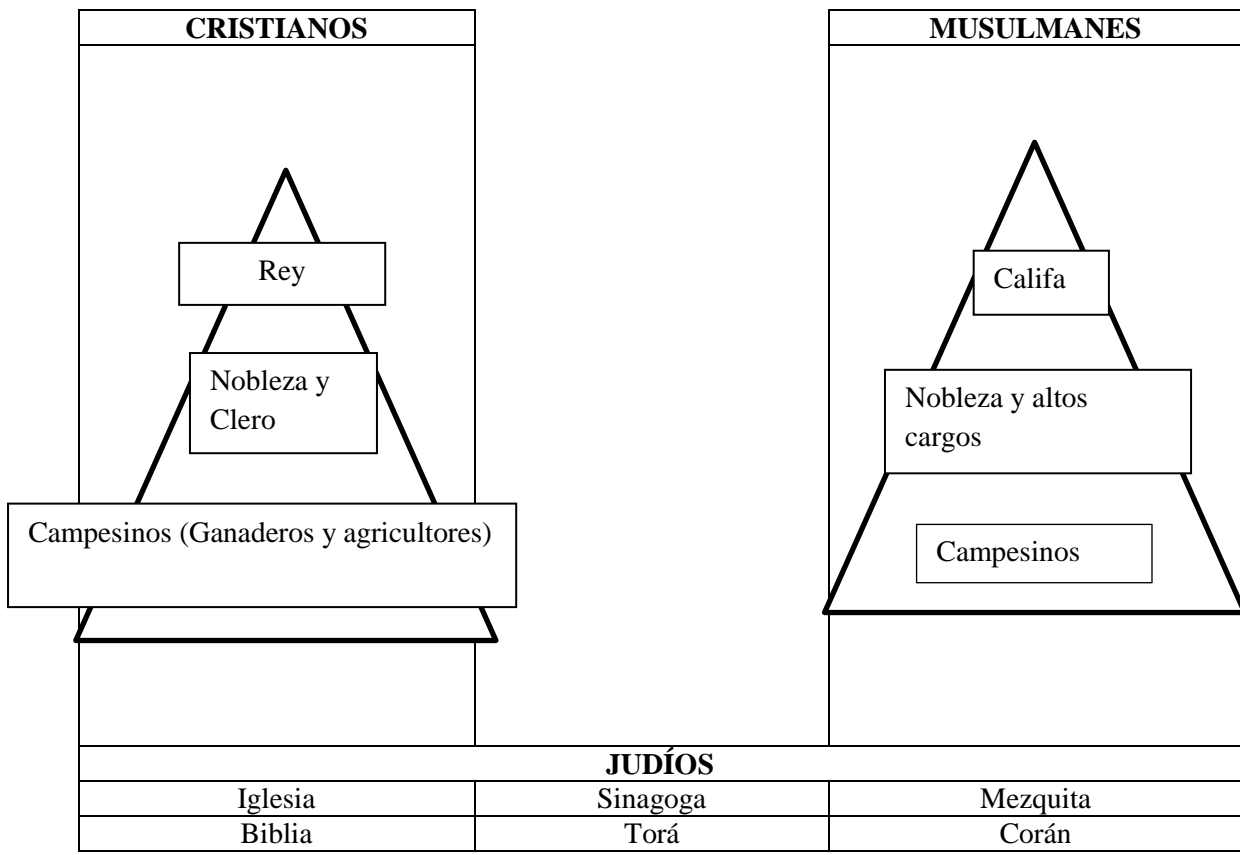 CRISTIANOS
MUSULMANES
Rey
Califa
Nobleza y
Clero
Nobleza y altos
cargos
Campesinos (Ganaderos y agricultores)
Campesinos
JUDÍOS
Iglesia
Sinagoga
Mezquita
Biblia
Torá
Corán